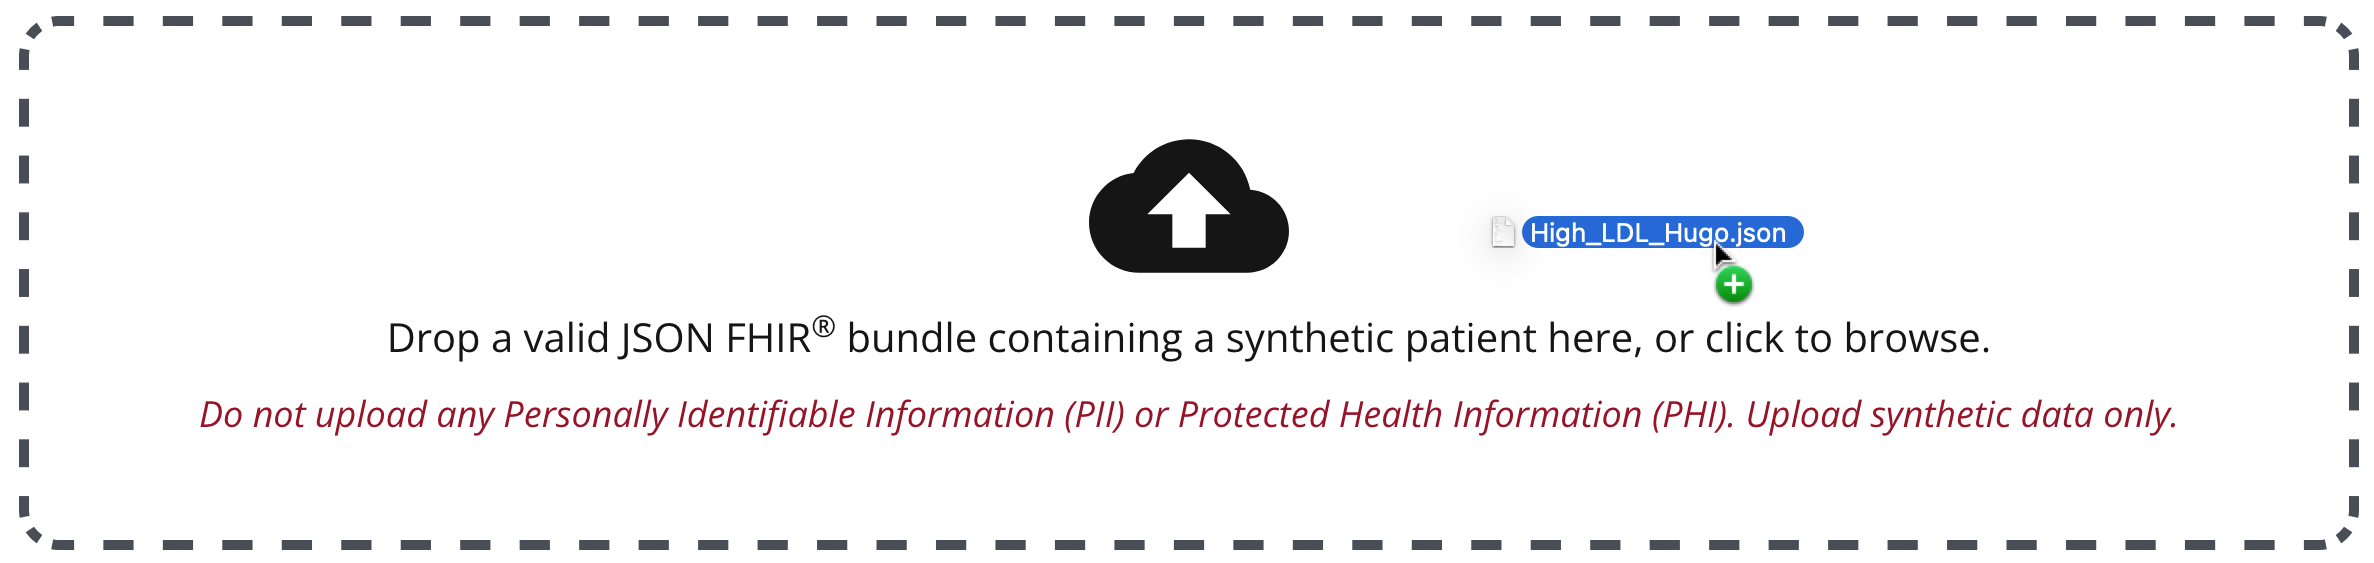 High_LDL_Hugo.json
Drop a valid JSON FHIR® bundle containing a synthetic patient here, or click to browse.
Do not upload any Personally Identifiable Information (PII) or Protected Health Information (PHI). Upload synthetic data only.